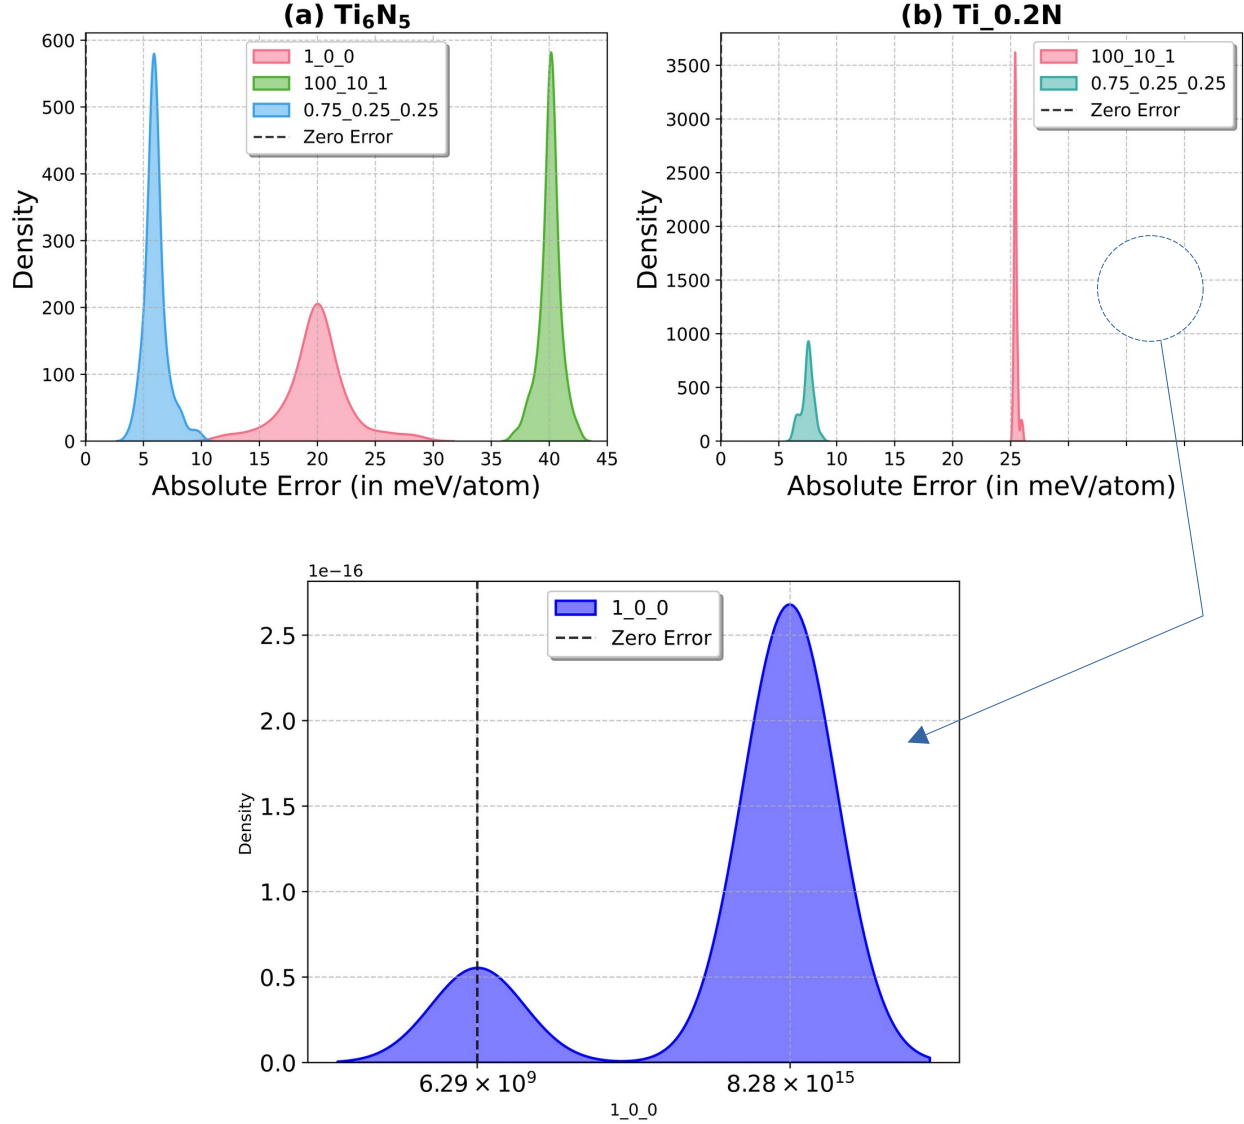 (a) Ti₆N₅
600
500
400
300
200
100
0
Density
1_0_0
100_10_1
0.75_0.25_0.25
Zero Error
0 5 10 15 20 25 30 35 40 45
Absolute Error (in meV/atom)
(b) Ti_0.2N
3500
3000
2500
2000
1500
1000
500
0
Density
100_10_1
0.75_0.25_0.25
Zero Error
0 5 10 15 20 25
Absolute Error (in meV/atom)
1e−16
2.5
2.0
1.5
1.0
0.5
0.0
Density
1_0_0
Zero Error
6.29 × 10⁹ 8.28 × 10¹⁵
1_0_0